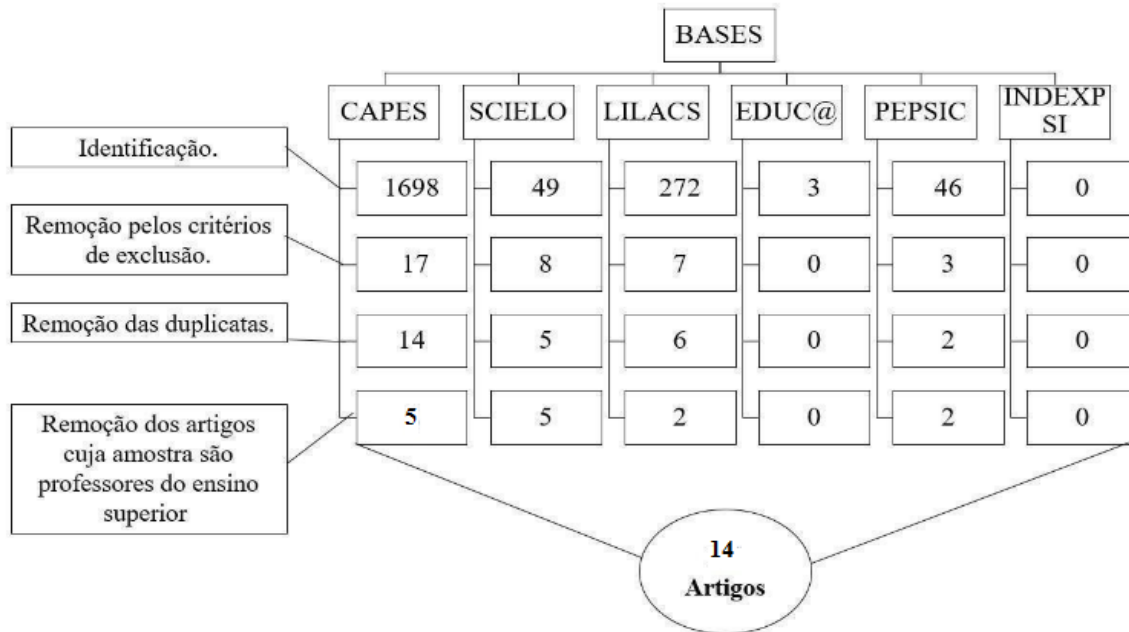 BASES
CAPES
SCIELO
LILACS
EDUC@
PEPSIC
INDEXP
SI
Identificação.
1698
49
272
3
46
0
Remoção pelos critérios
de exclusão.
17
8
7
0
3
0
Remoção das duplicatas.
14
5
6
0
2
0
Remoção dos artigos
cuja amostra são
professores do ensino
superior
5
5
2
0
2
0
14
Artigos